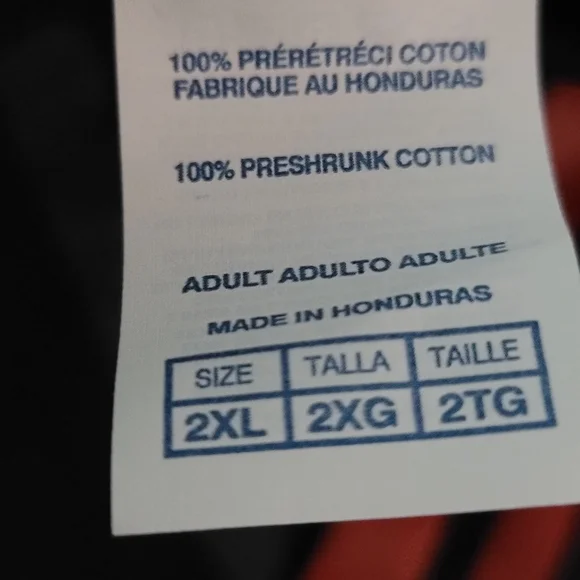 100% PRÉRÉTRÉCI COTON
FABRIQUE AU HONDURAS
100% PRESHRUNK COTTON
ADULT ADULTO ADULTE
MADE IN HONDURAS
SIZE TALLA TAILLE
2XL 2XG 2TG